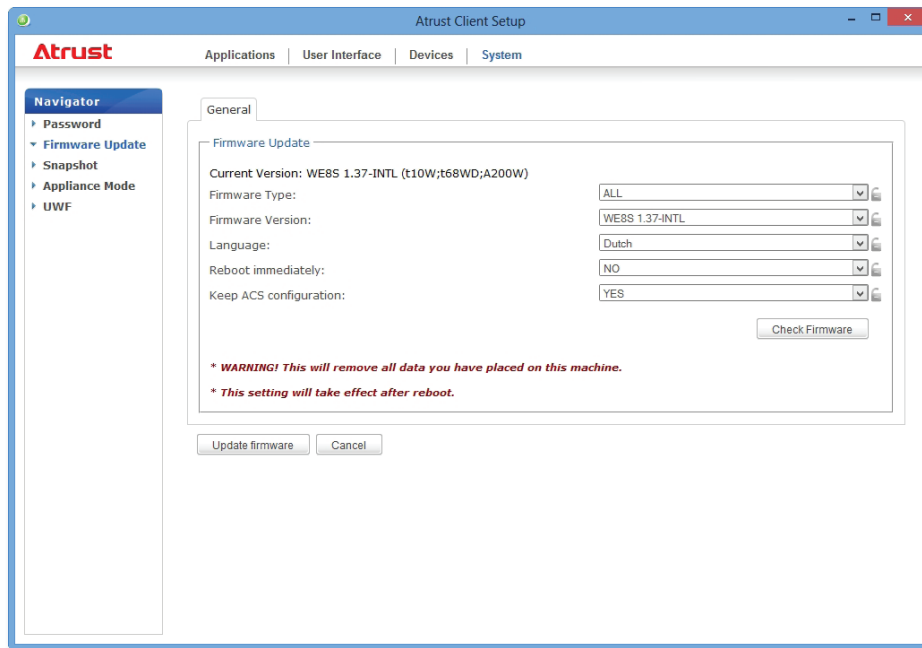 Atrust Client Setup
Atrust
Applications | User Interface | Devices | System
Navigator
Password
Firmware Update
Snapshot
Appliance Mode
UWF
General
Firmware Update
Current Version: WE8S 1.37-INTL (t10W;t68WD;A200W)
Firmware Type: ALL
Firmware Version: WE8S 1.37-INTL
Language: Dutch
Reboot immediately: NO
Keep ACS configuration: YES
Check Firmware
* WARNING! This will remove all data you have placed on this machine.
* This setting will take effect after reboot.
Update firmware Cancel